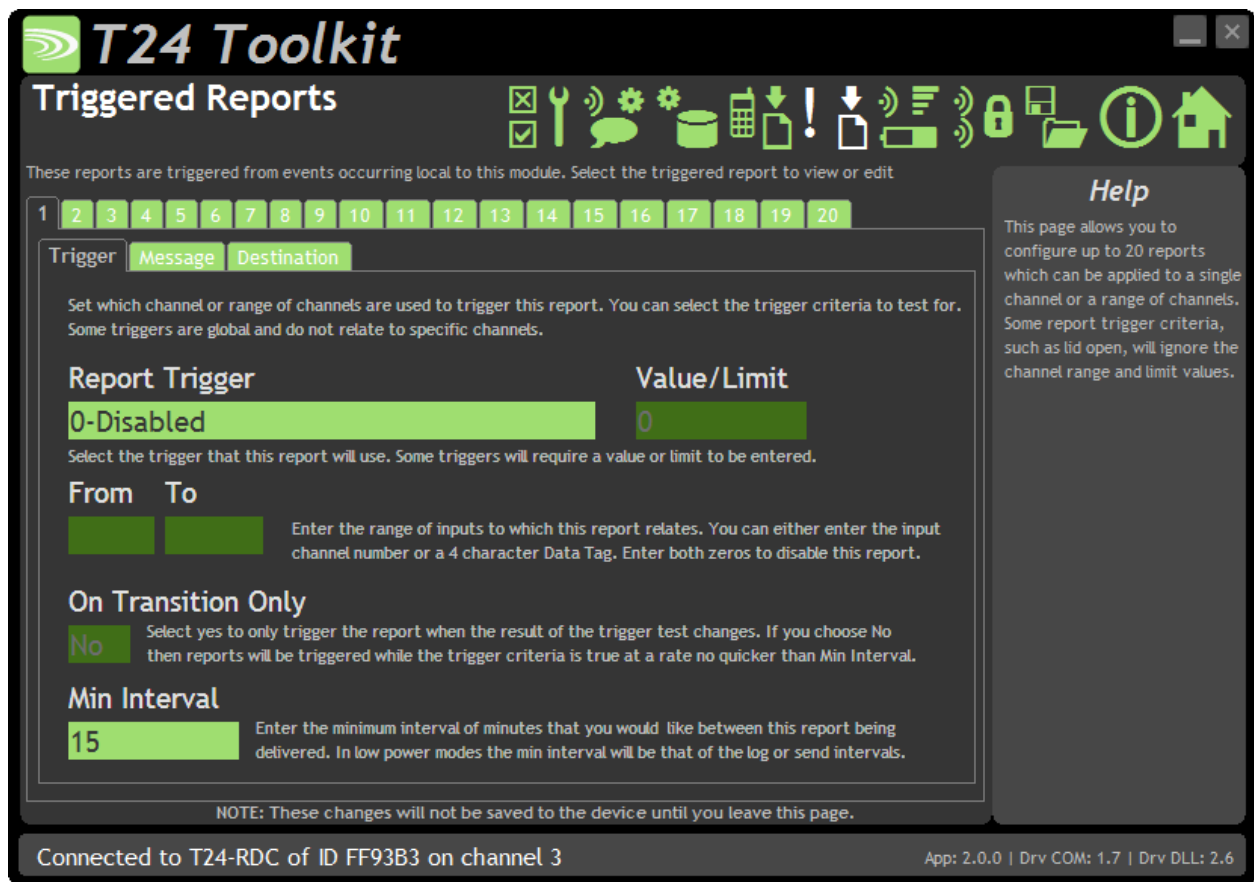 T24 Toolkit
Triggered Reports
These reports are triggered from events occurring local to this module. Select the triggered report to view or edit
1 2 3 4 5 6 7 8 9 10 11 12 13 14 15 16 17 18 19 20
Trigger Message Destination
Set which channel or range of channels are used to trigger this report. You can select the trigger criteria to test for.
Some triggers are global and do not relate to specific channels.
Report Trigger Value/Limit
0-Disabled 0
Select the trigger that this report will use. Some triggers will require a value or limit to be entered.
From To
Enter the range of inputs to which this report relates. You can either enter the input
channel number or a 4 character Data Tag. Enter both zeros to disable this report.
On Transition Only
No
Select yes to only trigger the report when the result of the trigger test changes. If you choose No
then reports will be triggered while the trigger criteria is true at a rate no quicker than Min Interval.
Min Interval
15
Enter the minimum interval of minutes that you would like between this report being
delivered. In low power modes the min interval will be that of the log or send intervals.
NOTE: These changes will not be saved to the device until you leave this page.
Help
This page allows you to
configure up to 20 reports
which can be applied to a single
channel or a range of channels.
Some report trigger criteria,
such as lid open, will ignore the
channel range and limit values.
Connected to T24-RDC of ID FF93B3 on channel 3
App: 2.0.0 | Drv COM: 1.7 | Drv DLL: 2.6